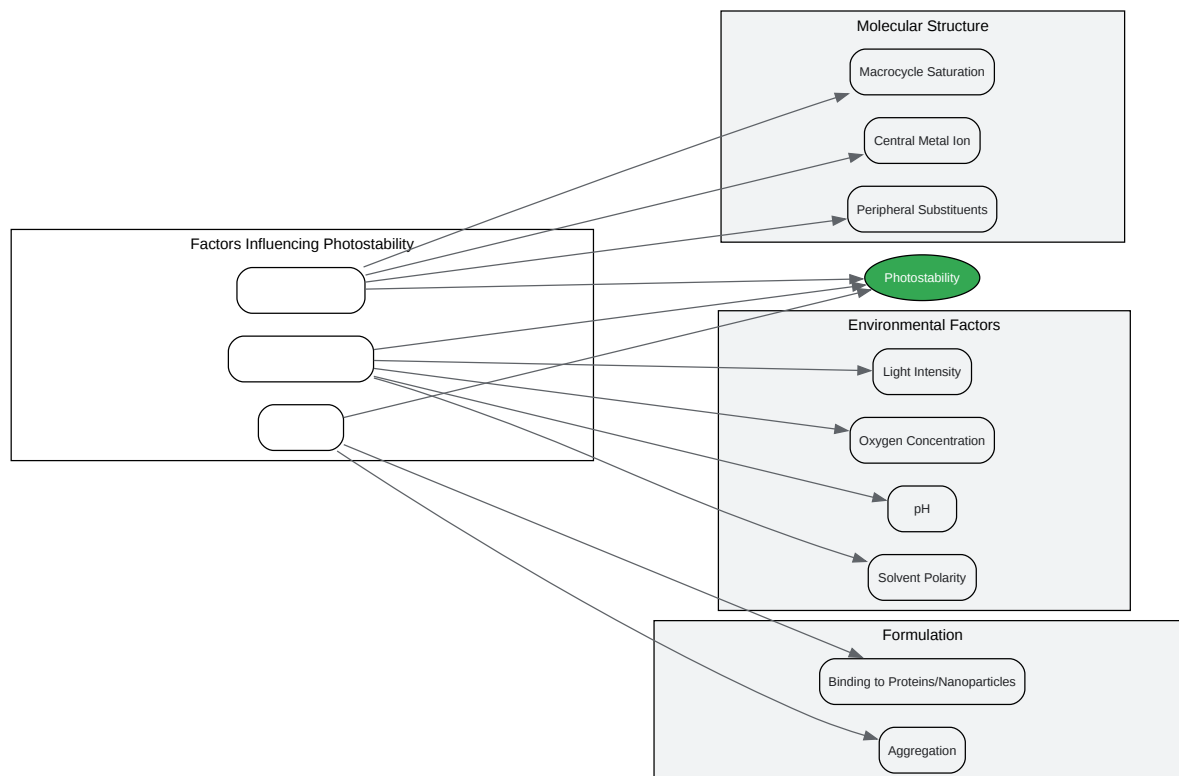 Molecular Structure
Macrocycle Saturation
Central Metal Ion
Peripheral Substituents
Factors Influencing Photostability
Photostability
Environmental Factors
Light Intensity
Oxygen Concentration
pH
Solvent Polarity
Formulation
Binding to Proteins/Nanoparticles
Aggregation